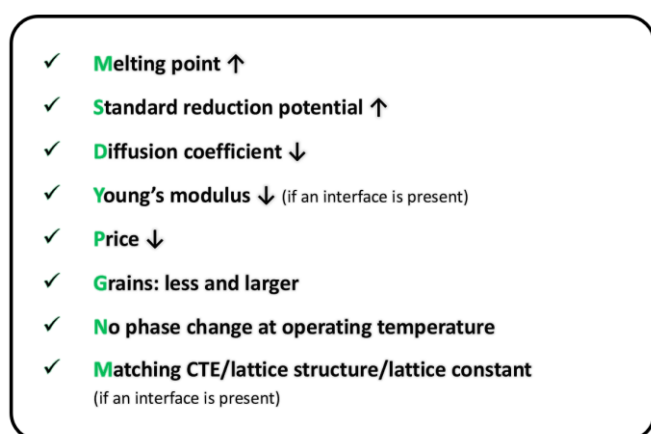 ✓ Melting point ↑
✓ Standard reduction potential ↑
✓ Diffusion coefficient ↓
✓ Young’s modulus ↓ (if an interface is present)
✓ Price ↓
✓ Grains: less and larger
✓ No phase change at operating temperature
✓ Matching CTE/lattice structure/lattice constant
(if an interface is present)